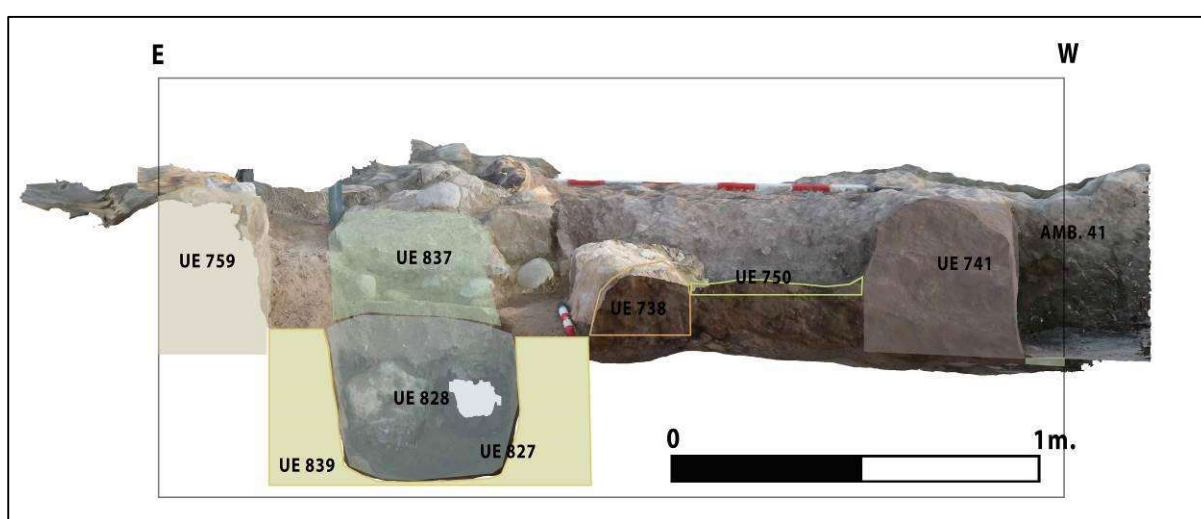 E
W
UE 759
UE 837
UE 750
UE 741
AMB. 41
UE 738
UE 828
UE 827
UE 839
0
1m.